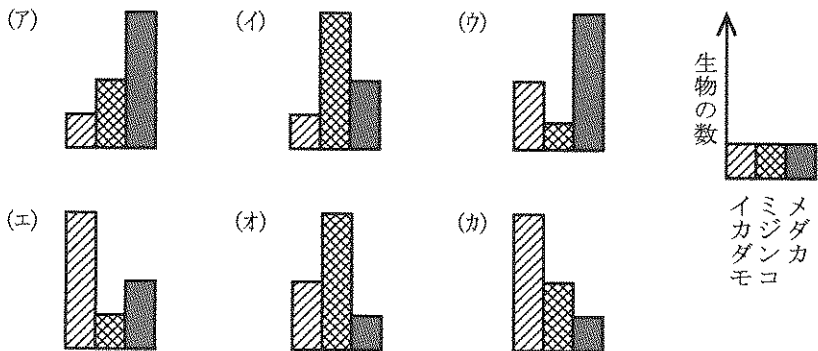 (ア)
(イ)
(ウ)
生物の数
(エ)
(オ)
(カ)
イカダモ
ミジンコ
メダカ